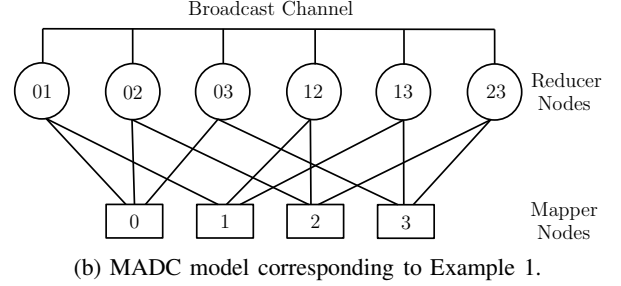 Broadcast Channel
01 02 03 12 13 23
Reducer
Nodes
0 1 2 3
Mapper
Nodes
(b) MADC model corresponding to Example 1.